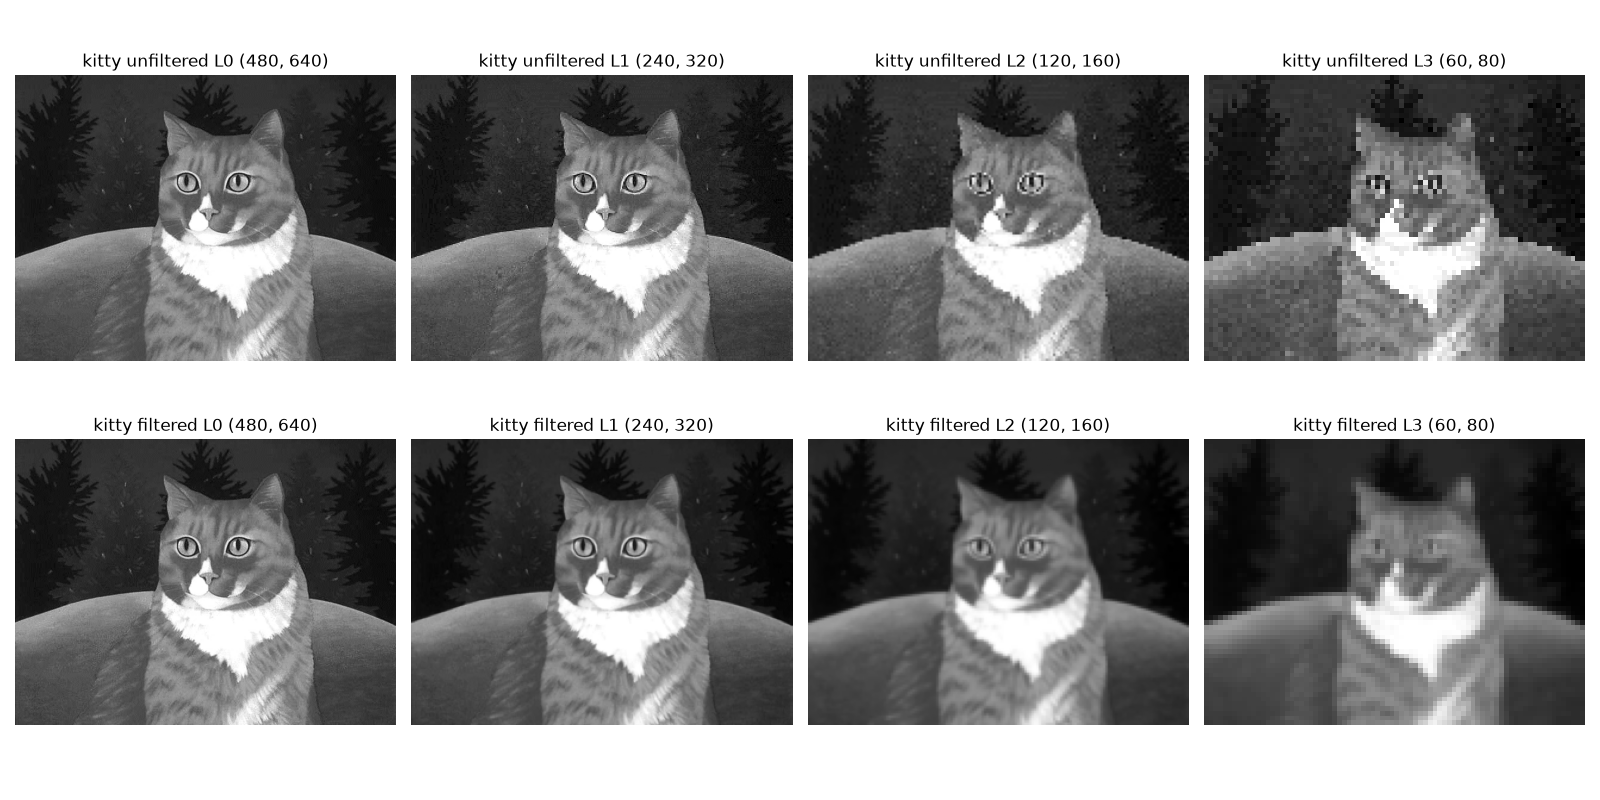 kitty unfiltered L0 (480, 640)
kitty unfiltered L1 (240, 320)
kitty unfiltered L2 (120, 160)
kitty unfiltered L3 (60, 80)
kitty filtered L0 (480, 640)
kitty filtered L1 (240, 320)
kitty filtered L2 (120, 160)
kitty filtered L3 (60, 80)